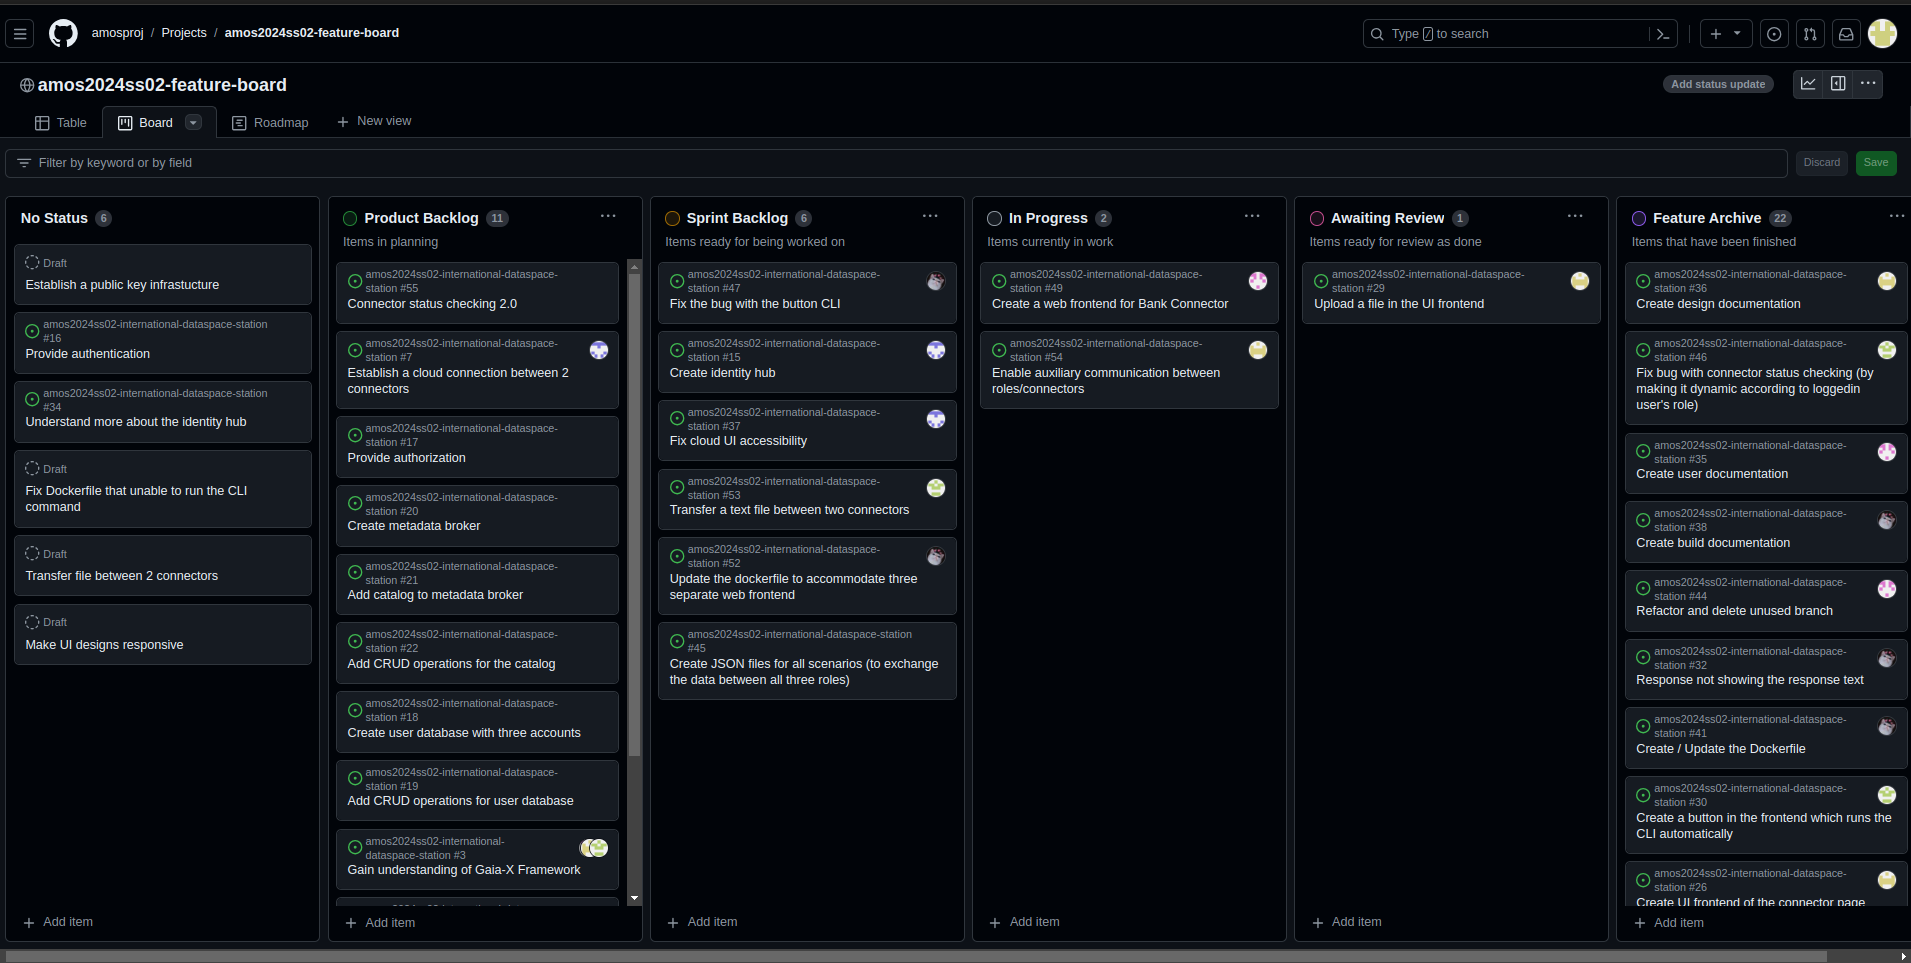 amosproj / Projects / amos2024ss02-feature-board
Type / to search
amos2024ss02-feature-board
Add status update
Table
Board
Roadmap
New view
Filter by keyword or by field
Discard
Save
No Status 6
Draft
Establish a public key infrastucture
amos2024ss02-international-dataspace-station
#16
Provide authentication
amos2024ss02-international-dataspace-station
#34
Understand more about the identity hub
Draft
Fix Dockerfile that unable to run the CLI
command
Draft
Transfer file between 2 connectors
Draft
Make UI designs responsive
Add item
Product Backlog 11
Items in planning
amos2024ss02-international-dataspace-
station #55
Connector status checking 2.0
amos2024ss02-international-dataspace-
station #7
Establish a cloud connection between 2
connectors
amos2024ss02-international-dataspace-
station #17
Provide authorization
amos2024ss02-international-dataspace-
station #20
Create metadata broker
amos2024ss02-international-dataspace-
station #21
Add catalog to metadata broker
amos2024ss02-international-dataspace-
station #22
Add CRUD operations for the catalog
amos2024ss02-international-dataspace-
station #18
Create user database with three accounts
amos2024ss02-international-dataspace-
station #19
Add CRUD operations for user database
amos2024ss02-international-
dataspace-station #3
Gain understanding of Gaia-X Framework
Add item
Sprint Backlog 6
Items ready for being worked on
amos2024ss02-international-dataspace-
station #47
Fix the bug with the button CLI
amos2024ss02-international-dataspace-
station #15
Create identity hub
amos2024ss02-international-dataspace-
station #37
Fix cloud UI accessibility
amos2024ss02-international-dataspace-
station #53
Transfer a text file between two connectors
amos2024ss02-international-dataspace-
station #52
Update the dockerfile to accommodate three
separate web frontend
amos2024ss02-international-dataspace-station
#45
Create JSON files for all scenarios (to exchange
the data between all three roles)
Add item
In Progress 2
Items currently in work
amos2024ss02-international-dataspace-
station #49
Create a web frontend for Bank Connector
amos2024ss02-international-dataspace-
station #54
Enable auxiliary communication between
roles/connectors
Add item
Awaiting Review 1
Items ready for review as done
amos2024ss02-international-dataspace-
station #29
Upload a file in the UI frontend
Add item
Feature Archive 22
Items that have been finished
amos2024ss02-international-dataspace-
station #36
Create design documentation
amos2024ss02-international-dataspace-
station #46
Fix bug with connector status checking (by
making it dynamic according to loggedin
user's role)
amos2024ss02-international-dataspace-
station #35
Create user documentation
amos2024ss02-international-dataspace-
station #38
Create build documentation
amos2024ss02-international-dataspace-
station #44
Refactor and delete unused branch
amos2024ss02-international-dataspace-
station #32
Response not showing the response text
amos2024ss02-international-dataspace-
station #41
Create / Update the Dockerfile
amos2024ss02-international-dataspace-
station #30
Create a button in the frontend which runs the
CLI automatically
amos2024ss02-international-dataspace-
station #26
Create UI frontend of the connector page
Add item